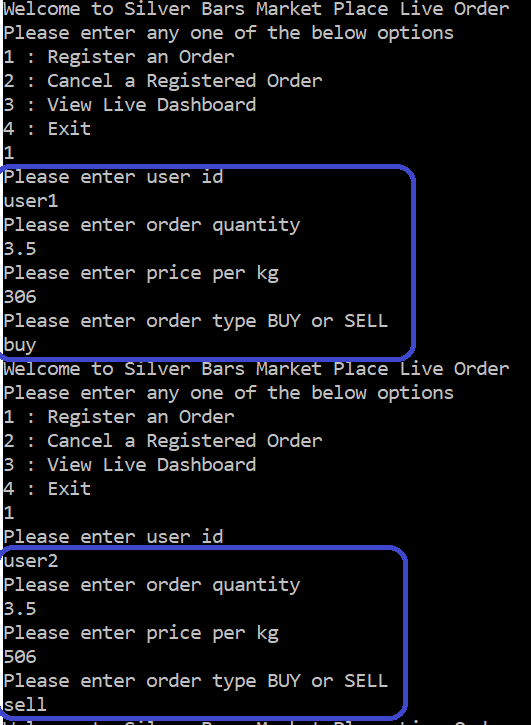 Welcome to Silver Bars Market Place Live Order
Please enter any one of the below options
1 : Register an Order
2 : Cancel a Registered Order
3 : View Live Dashboard
4 : Exit
1
Please enter user id
user1
Please enter order quantity
3.5
Please enter price per kg
306
Please enter order type BUY or SELL
buy
Welcome to Silver Bars Market Place Live Order
Please enter any one of the below options
1 : Register an Order
2 : Cancel a Registered Order
3 : View Live Dashboard
4 : Exit
1
Please enter user id
user2
Please enter order quantity
3.5
Please enter price per kg
506
Please enter order type BUY or SELL
sell